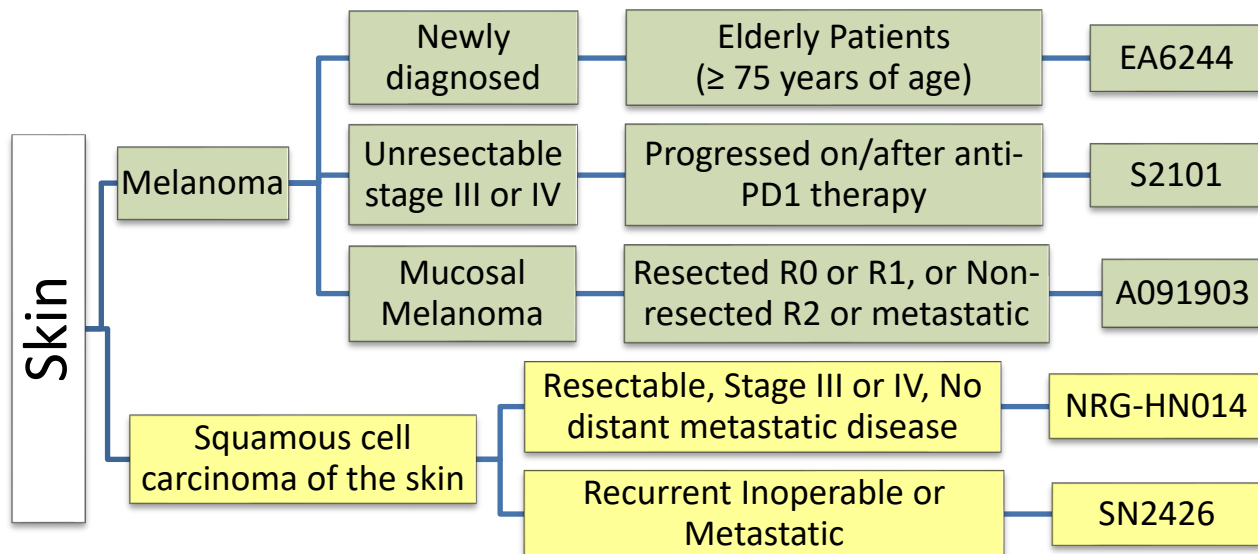 Skin
Melanoma
Newly
diagnosed
Elderly Patients
(≥ 75 years of age)
EA6244
Unresectable
stage III or IV
Progressed on/after anti-
PD1 therapy
S2101
Mucosal
Melanoma
Resected R0 or R1, or Non-
resected R2 or metastatic
A091903
Squamous cell
carcinoma of the skin
Resectable, Stage III or IV, No
distant metastatic disease
NRG-HN014
Recurrent Inoperable or
Metastatic
SN2426